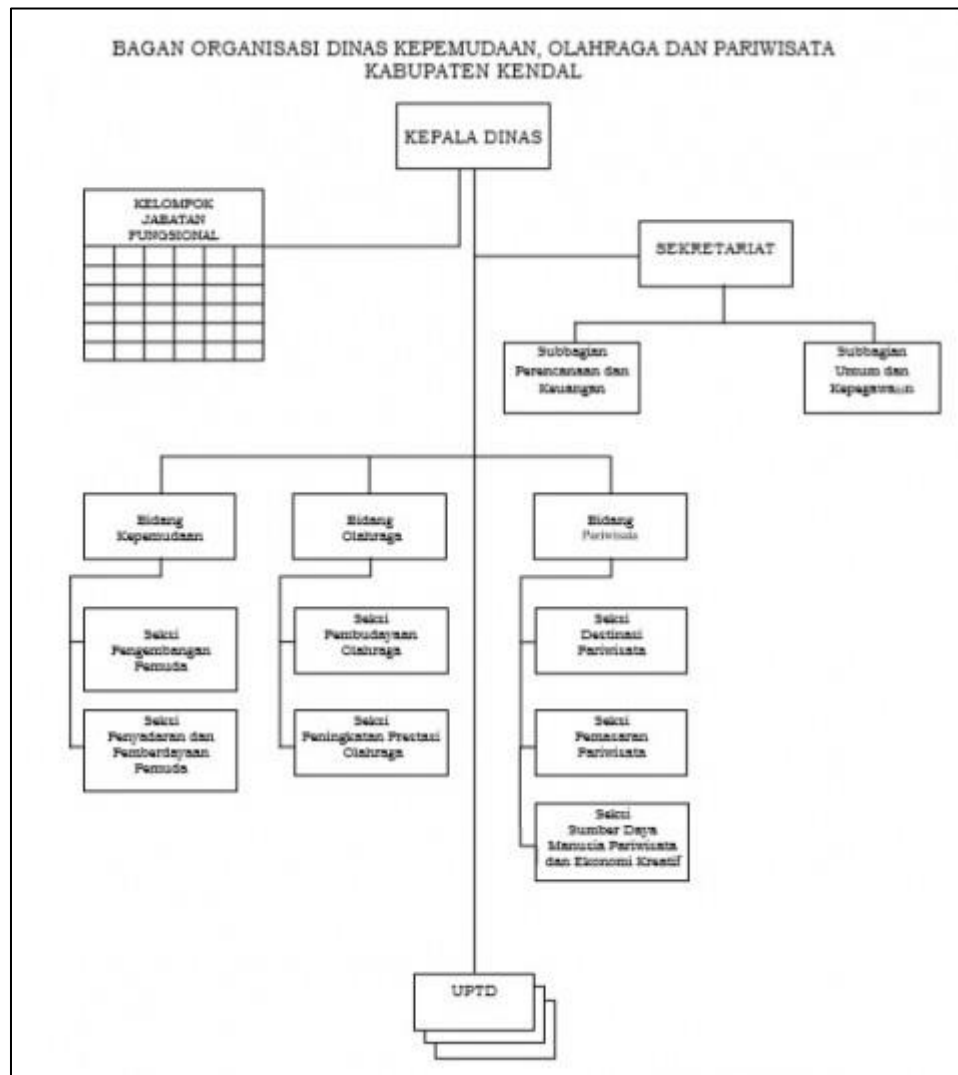 BAGAN ORGANISASI DINAS KEPEMUDAAN, OLAHRAGA DAN PARIWISATA
KABUPATEN KENDAL
KEPALA DINAS
KELOMPOK
JABATAN
FUNGSIONAL
SEKRETARIAT
Subbagian
Perencanaan dan
Keuangan
Subbagian
Umum dan
Kepegawaian
Bidang
Kepemudaan
Bidang
Olahraga
Bidang
Pariwisata
Seksi
Pengembangan
Pemuda
Seksi
Pembudayaan
Olahraga
Seksi
Destinasi
Pariwisata
Seksi
Penyadaran dan
Pemberdayaan
Pemuda
Seksi
Peningkatan Prestasi
Olahraga
Seksi
Pemasaran
Pariwisata
Seksi
Sumber Daya
Manusia Pariwisata
dan Ekonomi Kreatif
UPTD